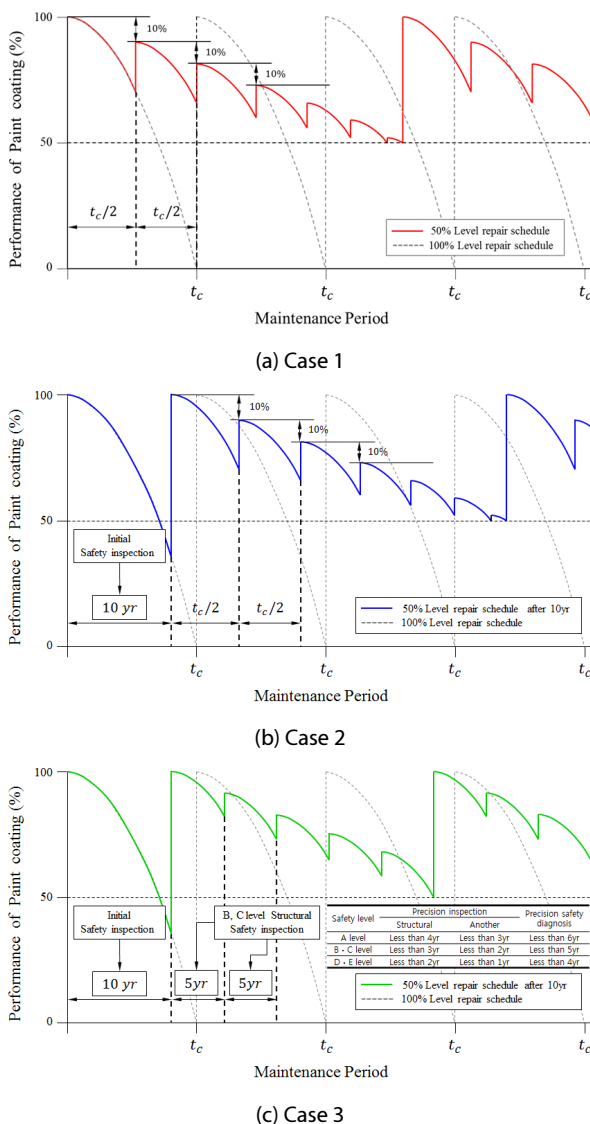 Performance of Paint coating (%)
100
50
0
10%
10%
10%
t_c/2
t_c/2
50% Level repair schedule
100% Level repair schedule
t_c
t_c
t_c
t_c
Maintenance Period
(a) Case 1
Performance of Paint coating (%)
100
50
0
10%
10%
10%
Initial
Safety inspection
10 yr
t_c/2
t_c/2
50% Level repair schedule after 10yr
100% Level repair schedule
t_c
t_c
t_c
t_c
Maintenance Period
(b) Case 2
Performance of Paint coating (%)
100
50
0
Initial
Safety inspection
10 yr
B, C level Structural
Safety inspection
5yr
5yr
Safety level Precision inspection Precision safety diagnosis
Structural Another
A level Less than 4yr Less than 3yr Less than 6yr
B · C level Less than 3yr Less than 2yr Less than 5yr
D · E level Less than 2yr Less than 1yr Less than 4yr
50% Level repair schedule after 10yr
100% Level repair schedule
t_c
t_c
t_c
t_c
Maintenance Period
(c) Case 3